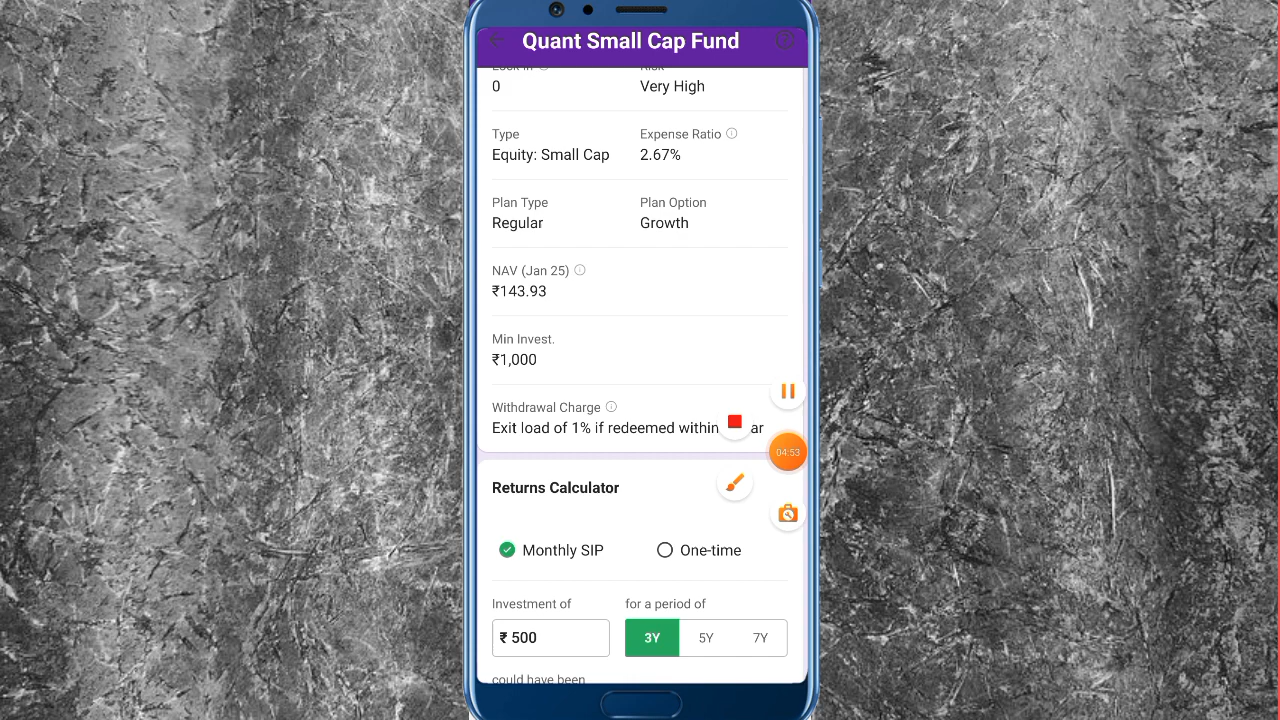 Quant Small Cap Fund
0 Very High
Type Expense Ratio
Equity: Small Cap 2.67%
Plan Type Plan Option
Regular Growth
NAV (Jan 25)
₹143.93
Min Invest.
₹1,000
Withdrawal Charge
Exit load of 1% if redeemed within ar
04:53
Returns Calculator
Monthly SIP One-time
Investment of for a period of
₹ 500 3Y 5Y 7Y
could have been